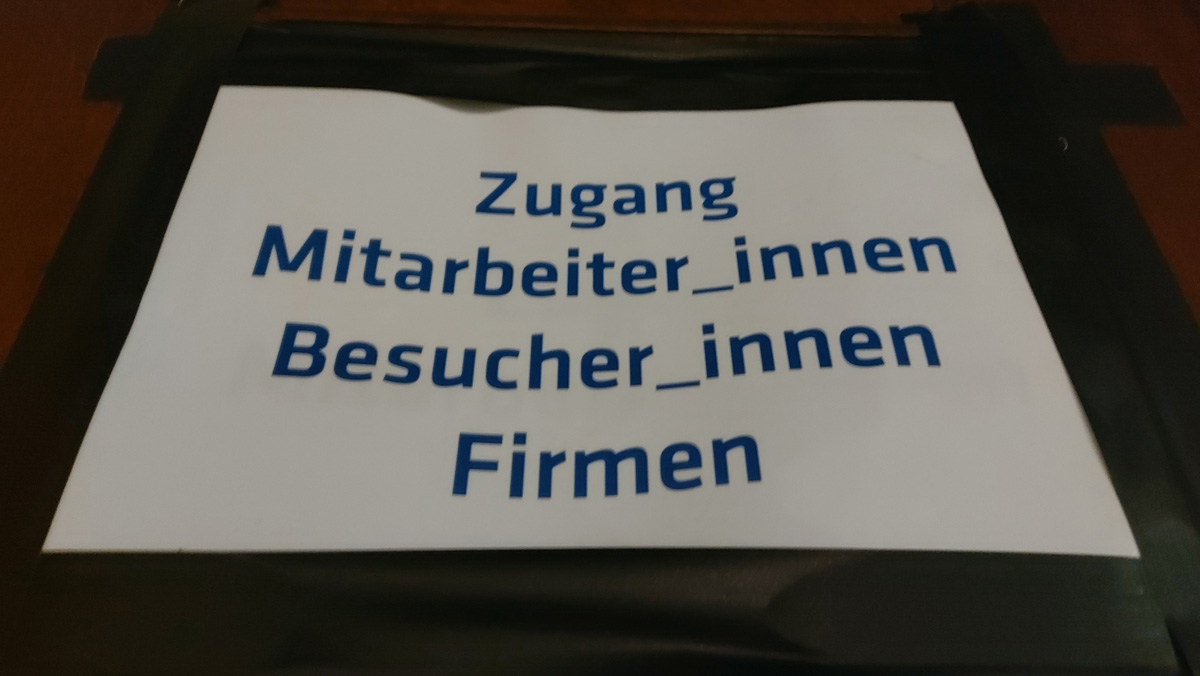 Zugang
Mitarbeiter_innen
Besucher_innen
Firmen